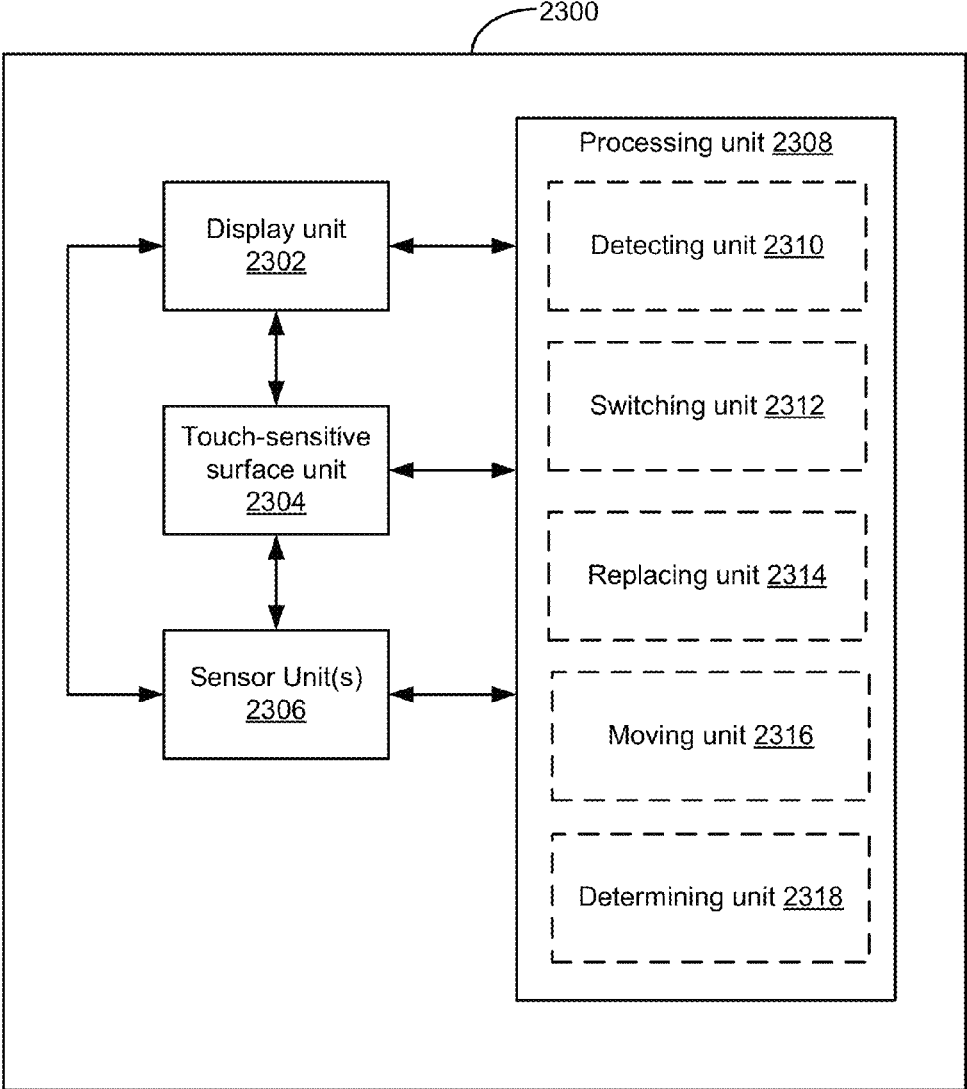 2300
Display unit
2302
Touch-sensitive
surface unit
2304
Sensor Unit(s)
2306
Processing unit 2308
Detecting unit 2310
Switching unit 2312
Replacing unit 2314
Moving unit 2316
Determining unit 2318